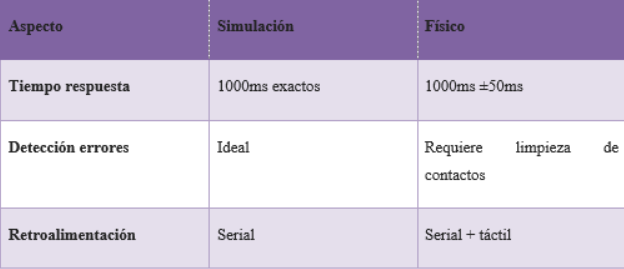 Aspecto Simulación Físico
Tiempo respuesta 1000ms exactos 1000ms ±50ms
Detección errores Ideal Requiere limpieza de
contactos
Retroalimentación Serial Serial + táctil